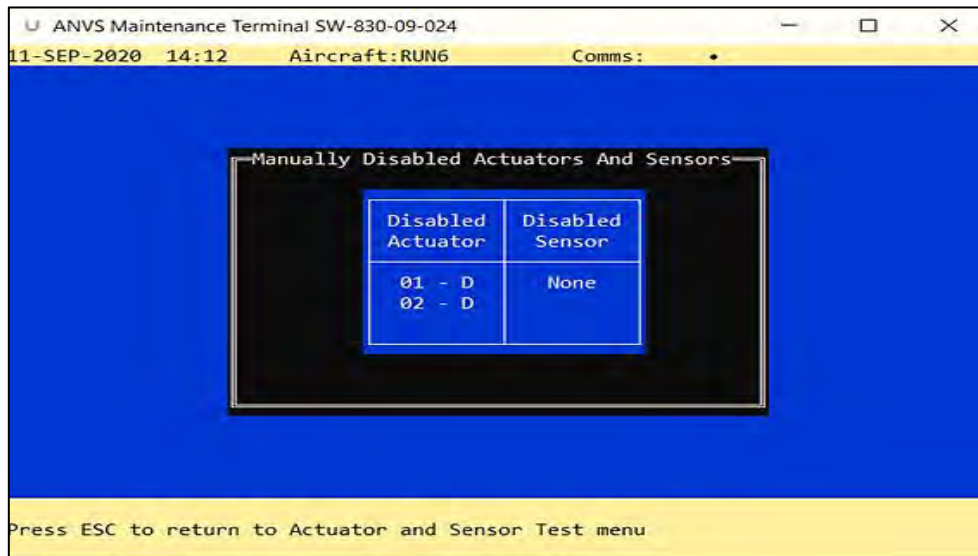 ANVS Maintenance Terminal SW-830-09-024
11-SEP-2020 14:12 Aircraft:RUN6 Comms: •
Manually Disabled Actuators And Sensors
Disabled Actuator
Disabled Sensor
01 - D
02 - D
None
Press ESC to return to Actuator and Sensor Test menu